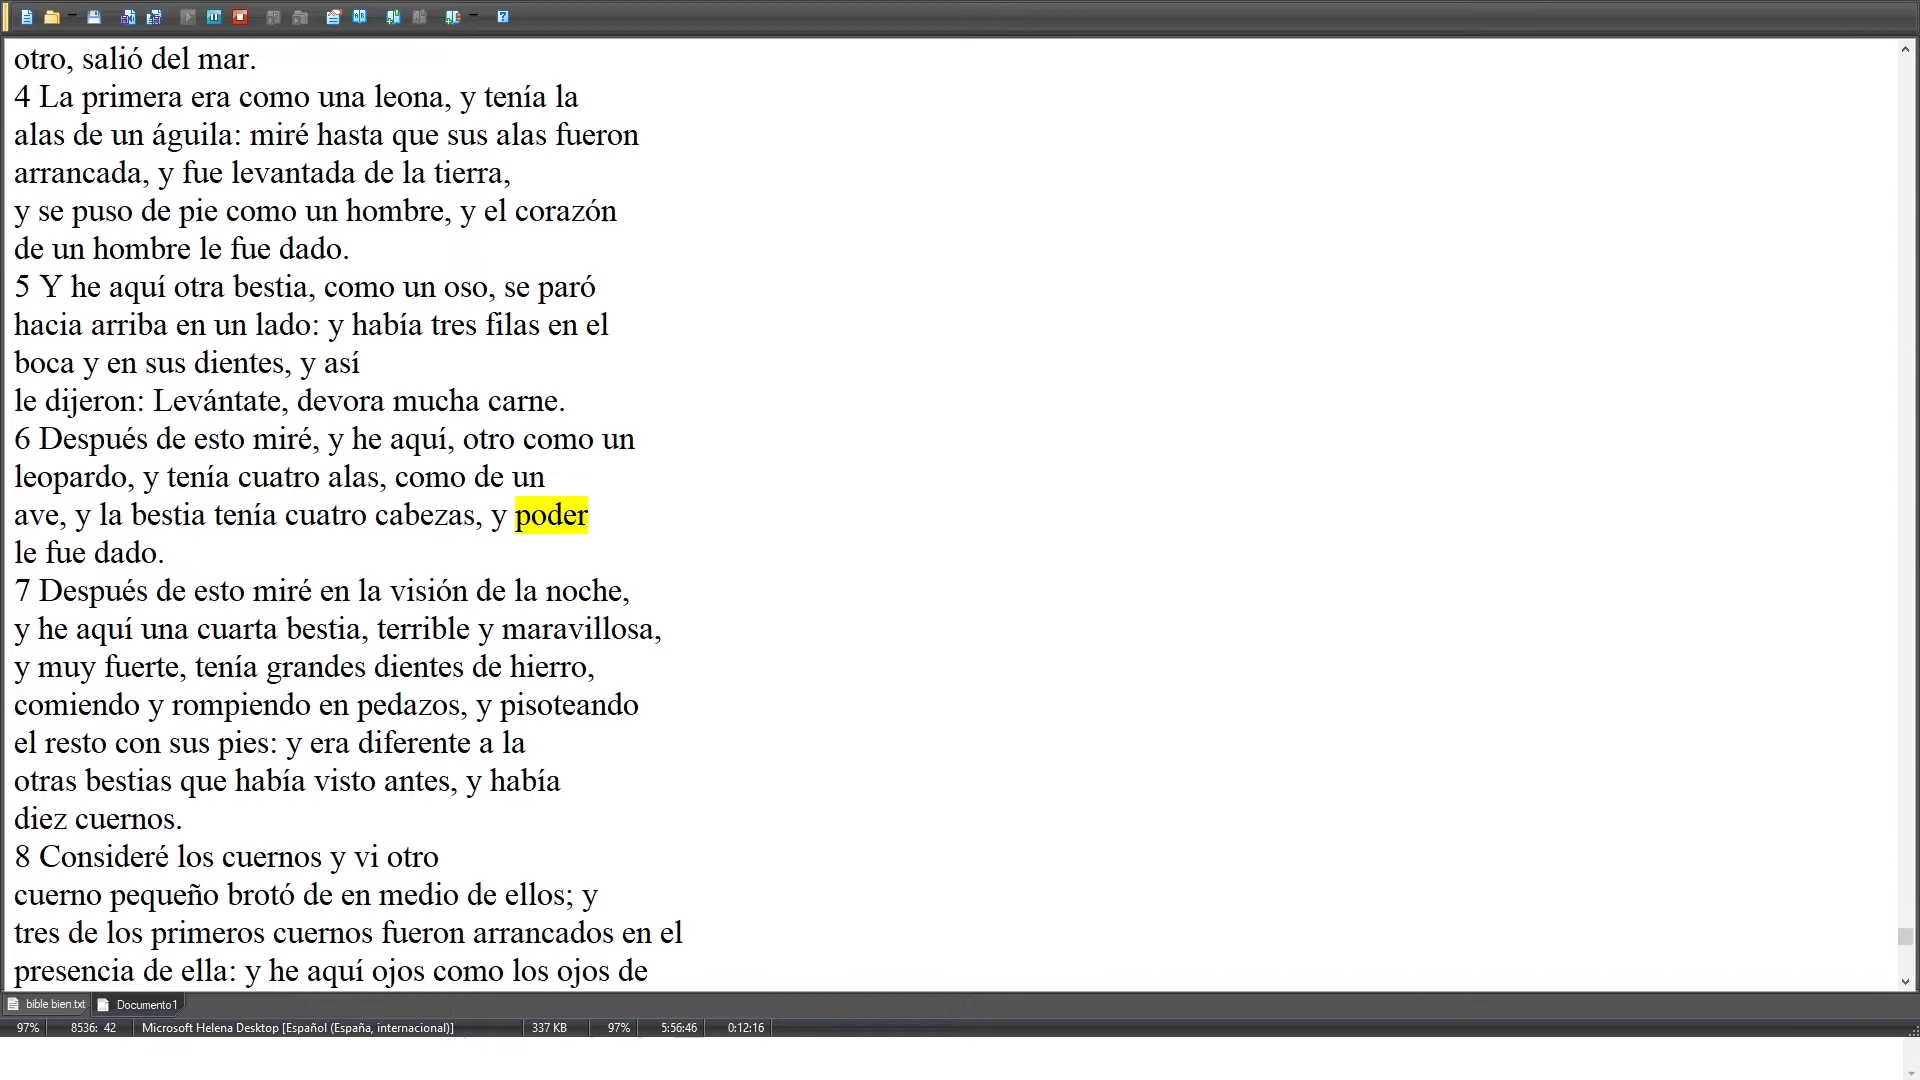 otro, salió del mar.
4 La primera era como una leona, y tenía la
alas de un águila: miré hasta que sus alas fueron
arrancada, y fue levantada de la tierra,
y se puso de pie como un hombre, y el corazón
de un hombre le fue dado.
5 Y he aquí otra bestia, como un oso, se paró
hacia arriba en un lado: y había tres filas en el
boca y en sus dientes, y así
le dijeron: Levántate, devora mucha carne.
6 Después de esto miré, y he aquí, otro como un
leopardo, y tenía cuatro alas, como de un
ave, y la bestia tenía cuatro cabezas, y poder
le fue dado.
7 Después de esto miré en la visión de la noche,
y he aquí una cuarta bestia, terrible y maravillosa,
y muy fuerte, tenía grandes dientes de hierro,
comiendo y rompiendo en pedazos, y pisoteando
el resto con sus pies: y era diferente a la
otras bestias que había visto antes, y había
diez cuernos.
8 Consideré los cuernos y vi otro
cuerno pequeño brotó de en medio de ellos; y
tres de los primeros cuernos fueron arrancados en el
presencia de ella: y he aquí ojos como los ojos de
bible bien.txt Documento1
97% 8536: 42 Microsoft Helena Desktop [Español (España, internacional)] 337 KB 97% 5:56:46 0:12:16